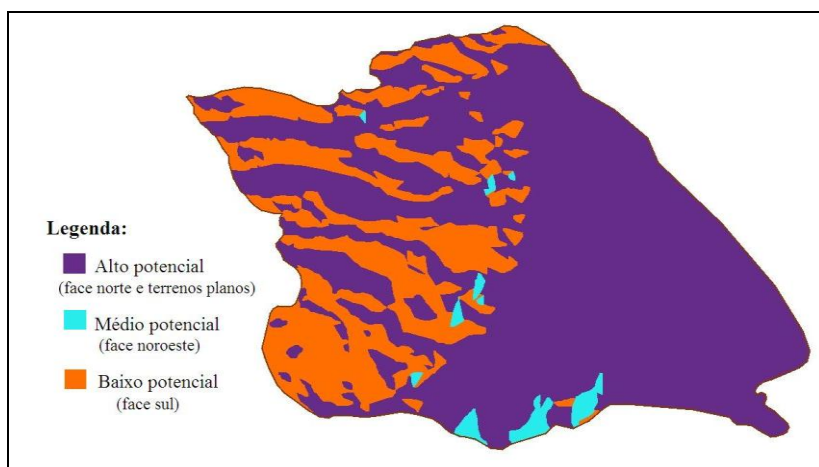 Legenda:
Alto potencial
(face norte e terrenos planos)
Médio potencial
(face noroeste)
Baixo potencial
(face sul)